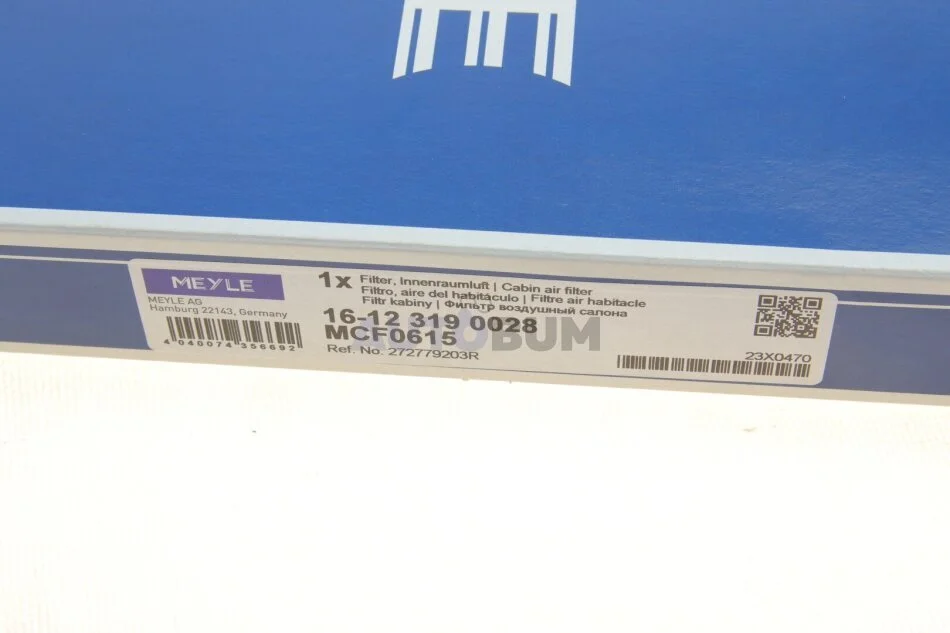 MEYLE
MEYLE AG
Hamburg 22143, Germany
4 040074 356692
1x Filter, Innenraumluft | Cabin air filter
Filtro, aire del habitáculo | Filtre air habitacle
Filtr kabiny | Фильтр воздушный салона
16-12 319 0028
MCF0615
Ref. No. 272779203R
AUTOBUM
23X0470